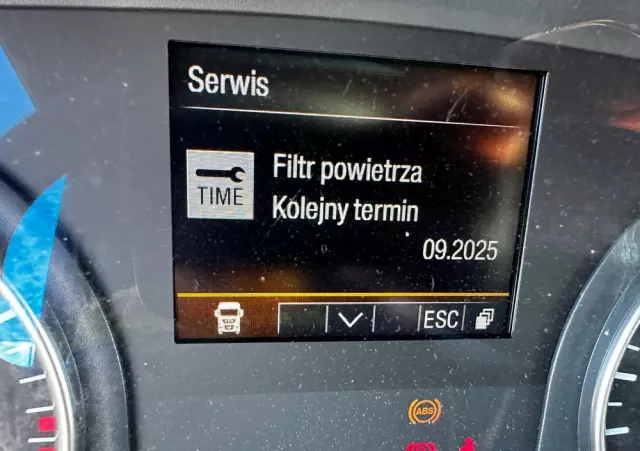 Serwis
TIME
Filtr powietrza
Kolejny termin
09.2025
ESC
ABS